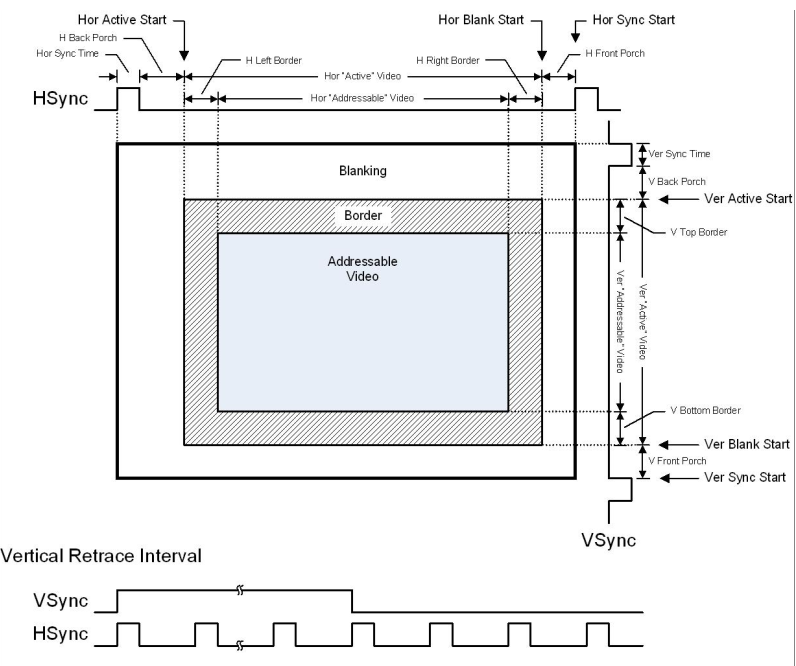 Hor Active Start
Hor Blank Start
Hor Sync Start
H Back Porch
H Front Porch
Hor Sync Time
H Left Border
H Right Border
Hor "Active" Video
HSync
Hor "Addressable" Video
Ver Sync Time
Blanking
V Back Porch
Ver Active Start
Border
V Top Border
Addressable
Video
Ver "Addressable" Video
Ver "Active" Video
V Bottom Border
Ver Blank Start
V Front Porch
Ver Sync Start
VSync
Vertical Retrace Interval
VSync
HSync